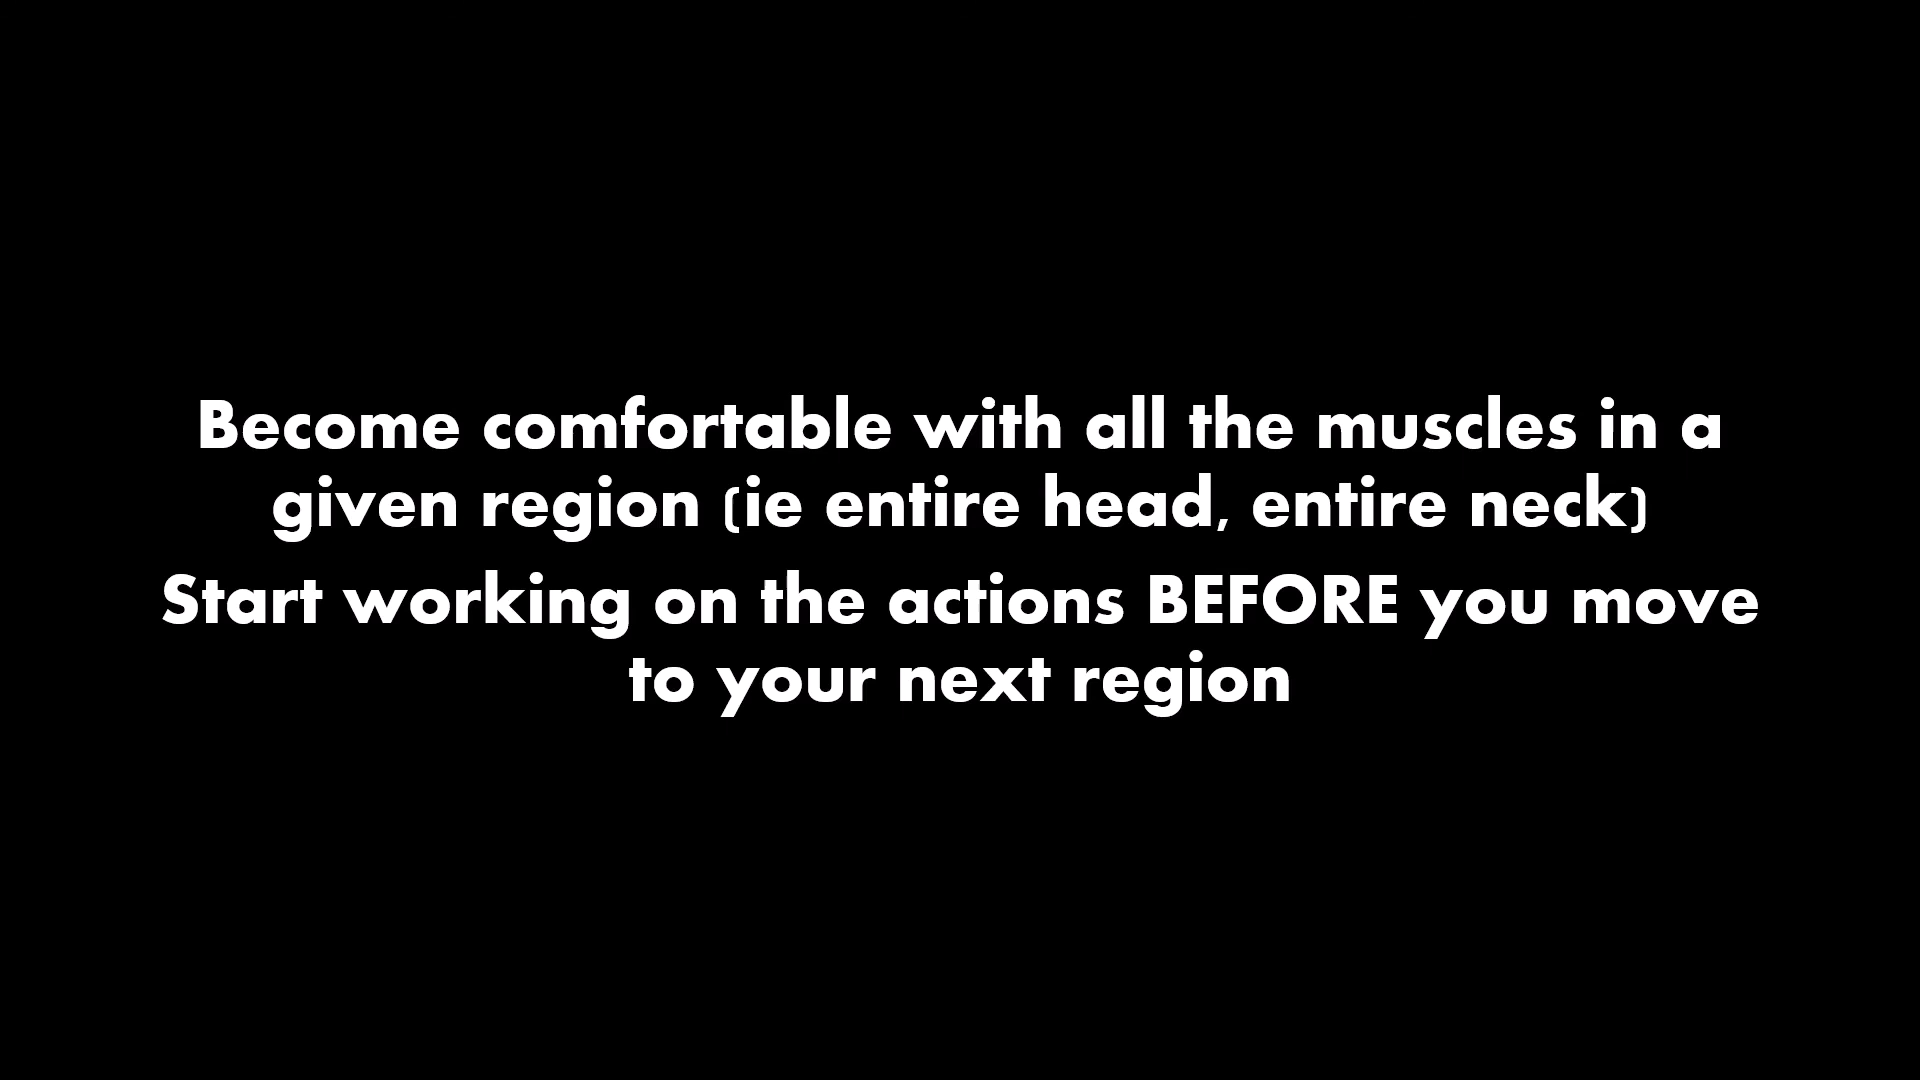 Become comfortable with all the muscles in a
given region (ie entire head, entire neck)
Start working on the actions BEFORE you move
to your next region